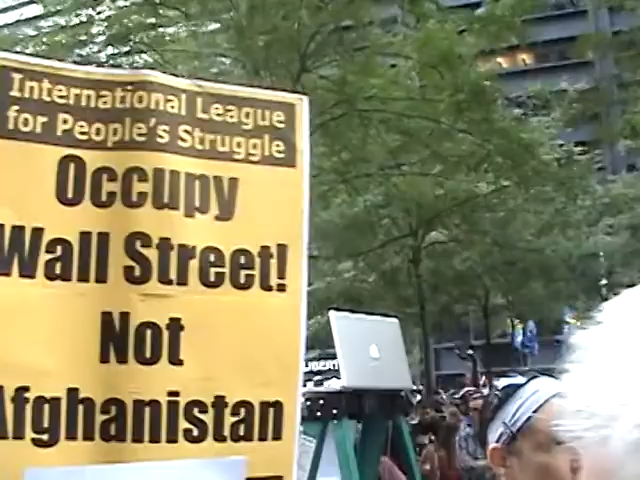 International League
for People's Struggle
Occupy
Wall Street!
Not
Afghanistan